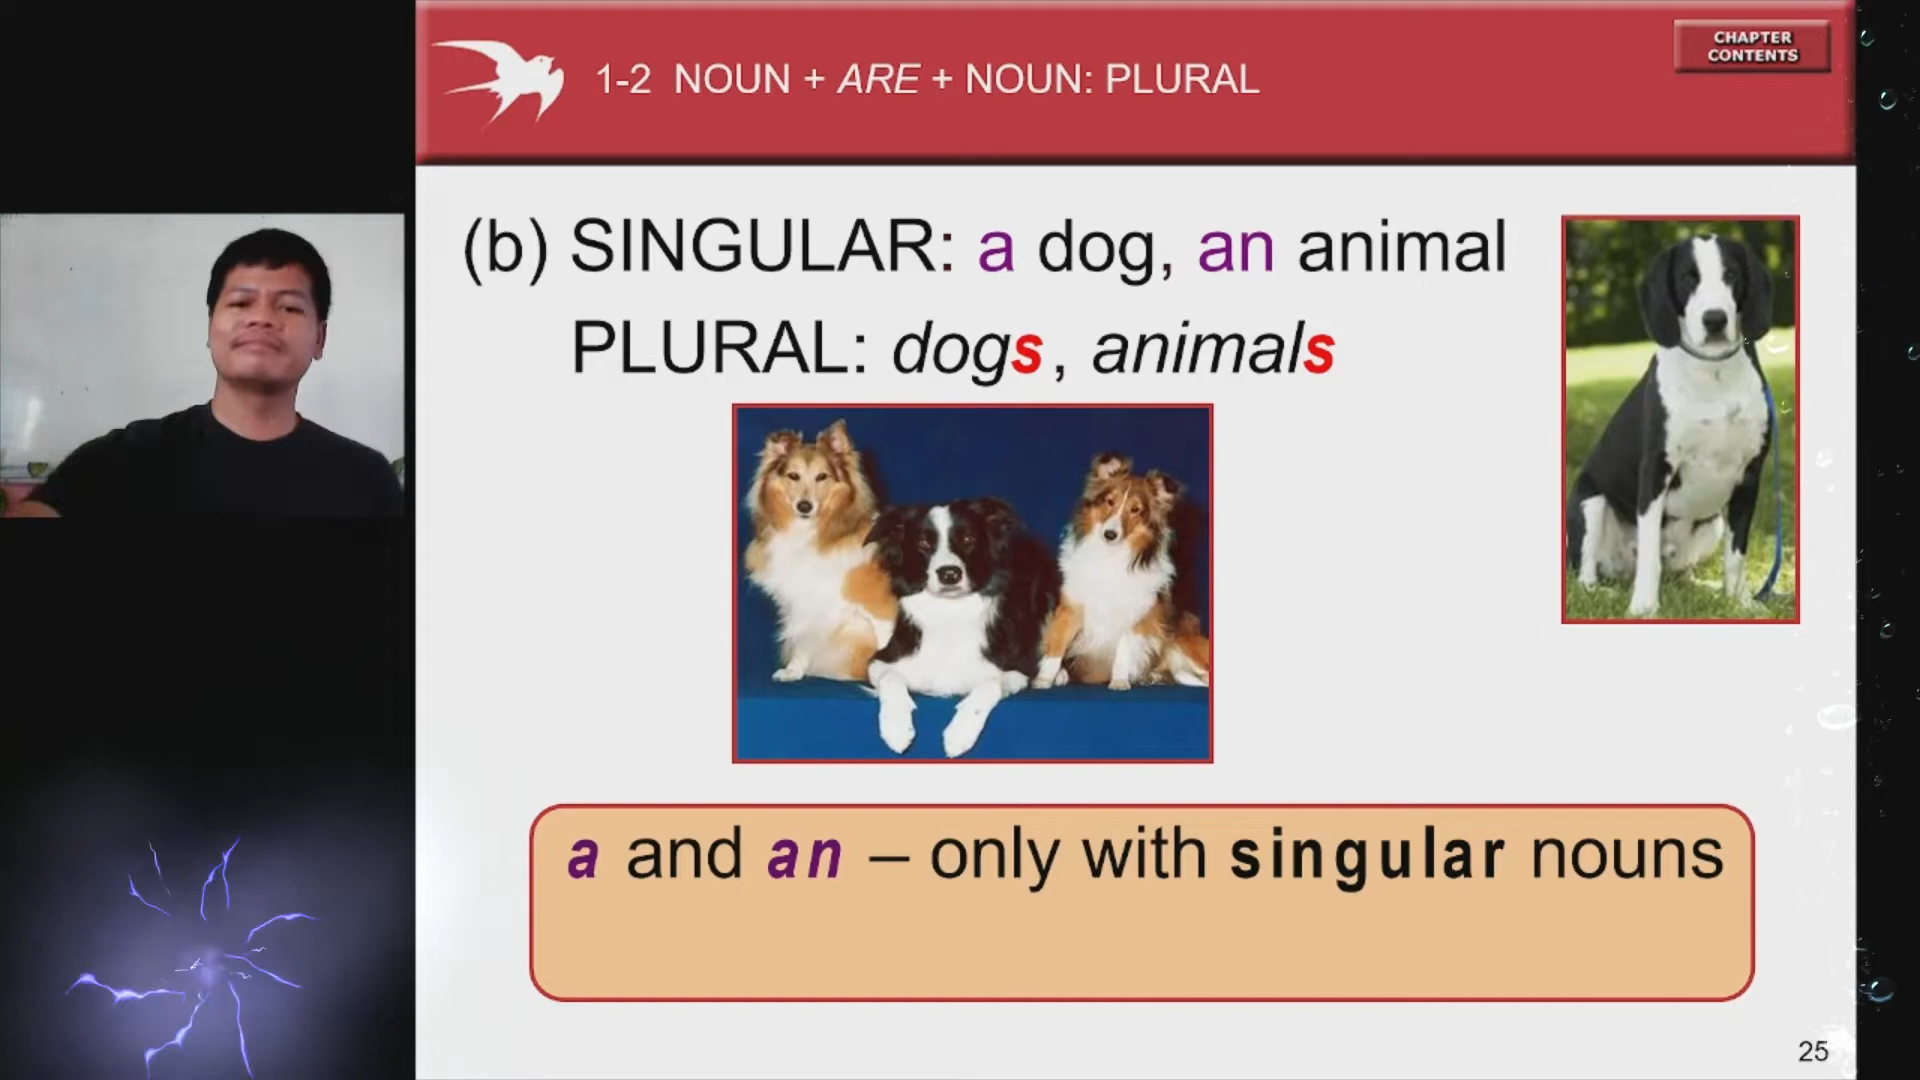 CHAPTER
CONTENTS
1-2 NOUN + ARE + NOUN: PLURAL
(b) SINGULAR: a dog, an animal
PLURAL: dogs, animals
a and an – only with singular nouns
25